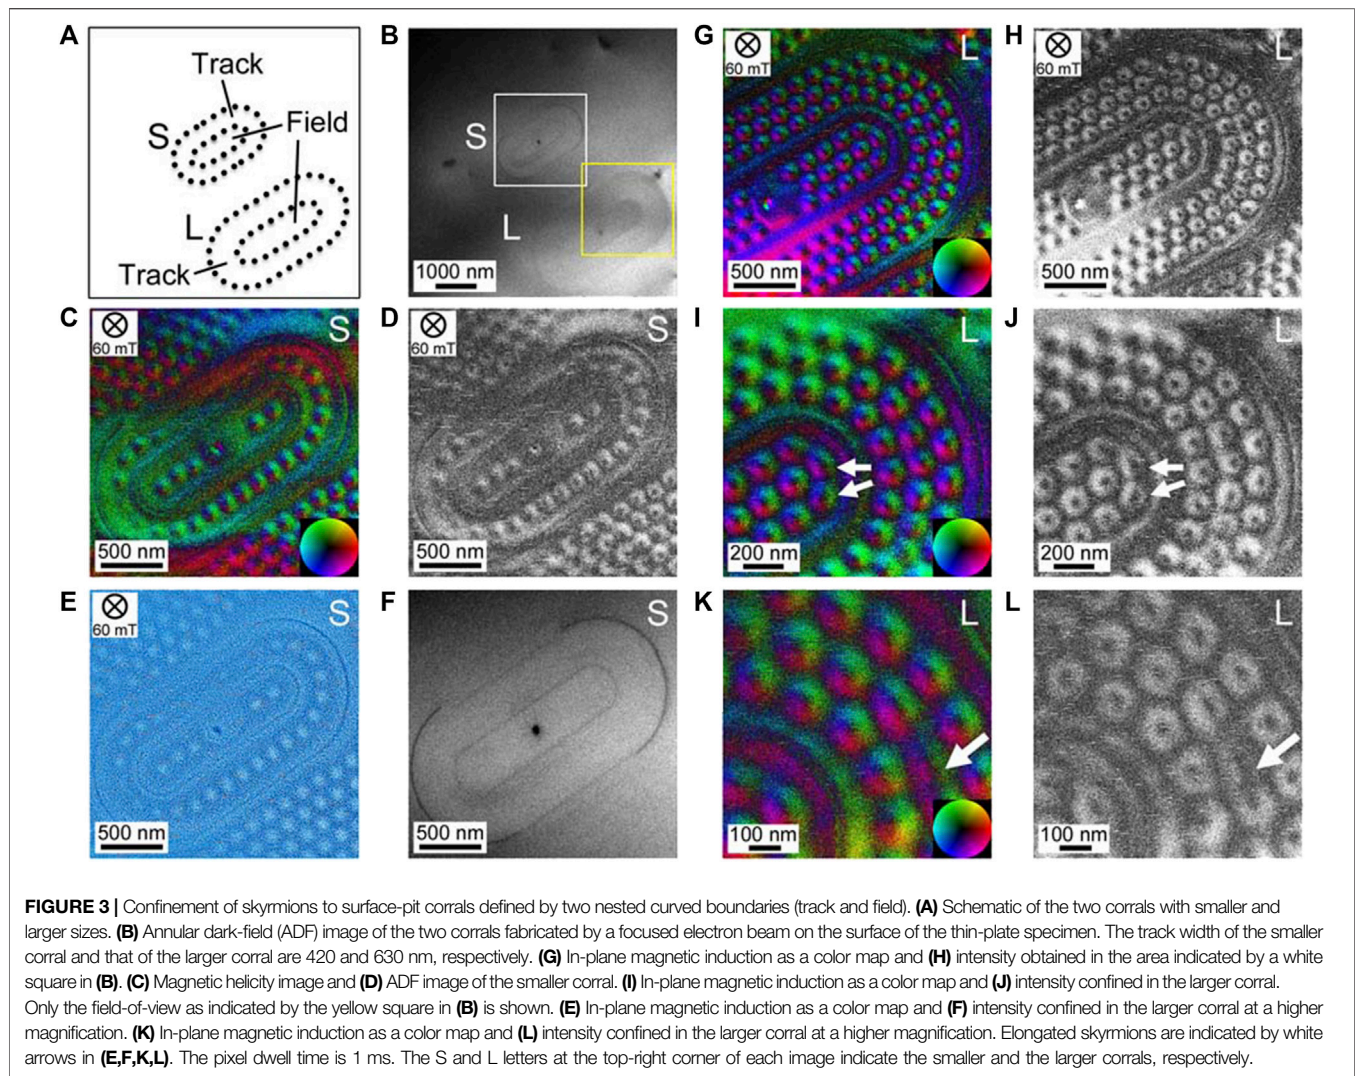 A
Track
Field
S
L
Track
B
S
L
1000 nm
G
60 mT
L
500 nm
H
60 mT
L
500 nm
C
60 mT
S
500 nm
D
60 mT
S
500 nm
I
L
200 nm
J
L
200 nm
E
60 mT
S
500 nm
F
S
500 nm
K
L
100 nm
L
L
100 nm
FIGURE 3 | Confinement of skyrmions to surface-pit corrals defined by two nested curved boundaries (track and field). (A) Schematic of the two corrals with smaller and
larger sizes. (B) Annular dark-field (ADF) image of the two corrals fabricated by a focused electron beam on the surface of the thin-plate specimen. The track width of the smaller
corral and that of the larger corral are 420 and 630 nm, respectively. (G) In-plane magnetic induction as a color map and (H) intensity obtained in the area indicated by a white
square in (B). (C) Magnetic helicity image and (D) ADF image of the smaller corral. (I) In-plane magnetic induction as a color map and (J) intensity confined in the larger corral.
Only the field-of-view as indicated by the yellow square in (B) is shown. (E) In-plane magnetic induction as a color map and (F) intensity confined in the larger corral at a higher
magnification. (K) In-plane magnetic induction as a color map and (L) intensity confined in the larger corral at a higher magnification. Elongated skyrmions are indicated by white
arrows in (E,F,K,L). The pixel dwell time is 1 ms. The S and L letters at the top-right corner of each image indicate the smaller and the larger corrals, respectively.